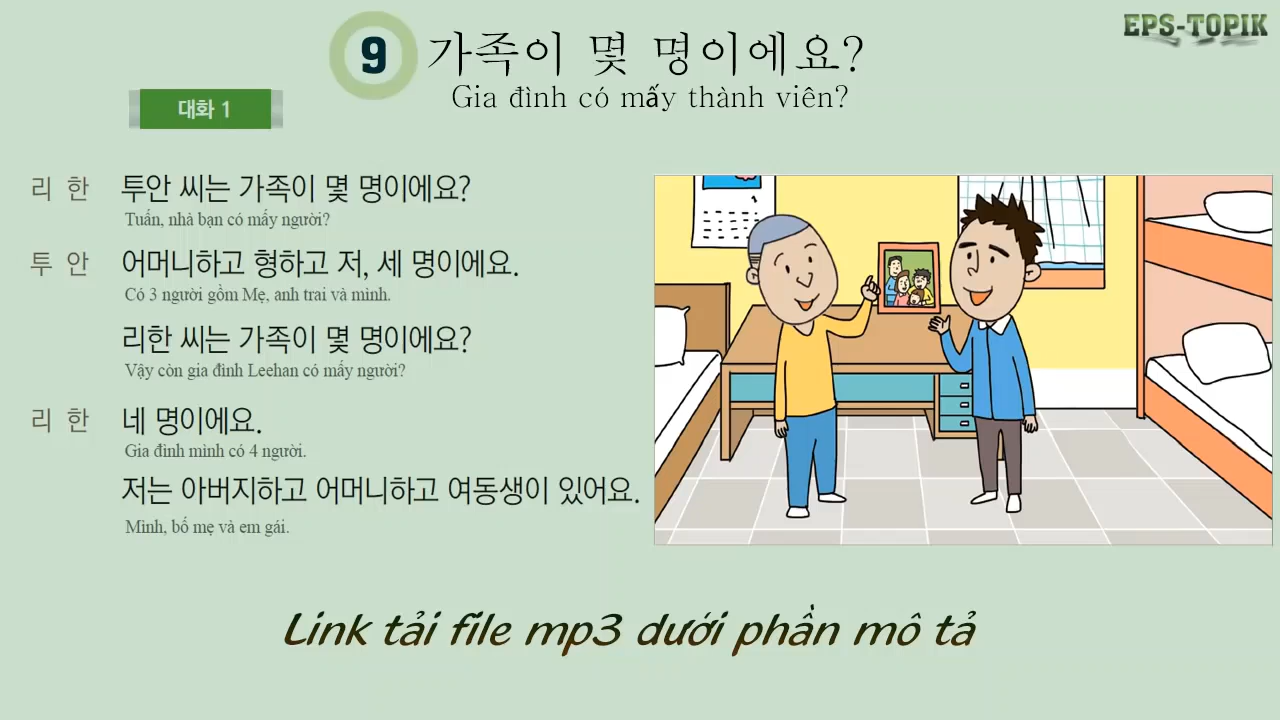 EPS-TOPIK
9 가족이 몇 명이에요?
Gia đình có mấy thành viên?
대화 1
리 한 투안 씨는 가족이 몇 명이에요?
Tuấn, nhà bạn có mấy người?
투 안 어머니하고 형하고 저, 세 명이에요.
Có 3 người gồm Mẹ, anh trai và mình.
리한 씨는 가족이 몇 명이에요?
Vậy còn gia đình Leehan có mấy người?
리 한 네 명이에요.
Gia đình mình có 4 người.
저는 아버지하고 어머니하고 여동생이 있어요.
Mình, bố mẹ và em gái.
Link tải file mp3 dưới phần mô tả